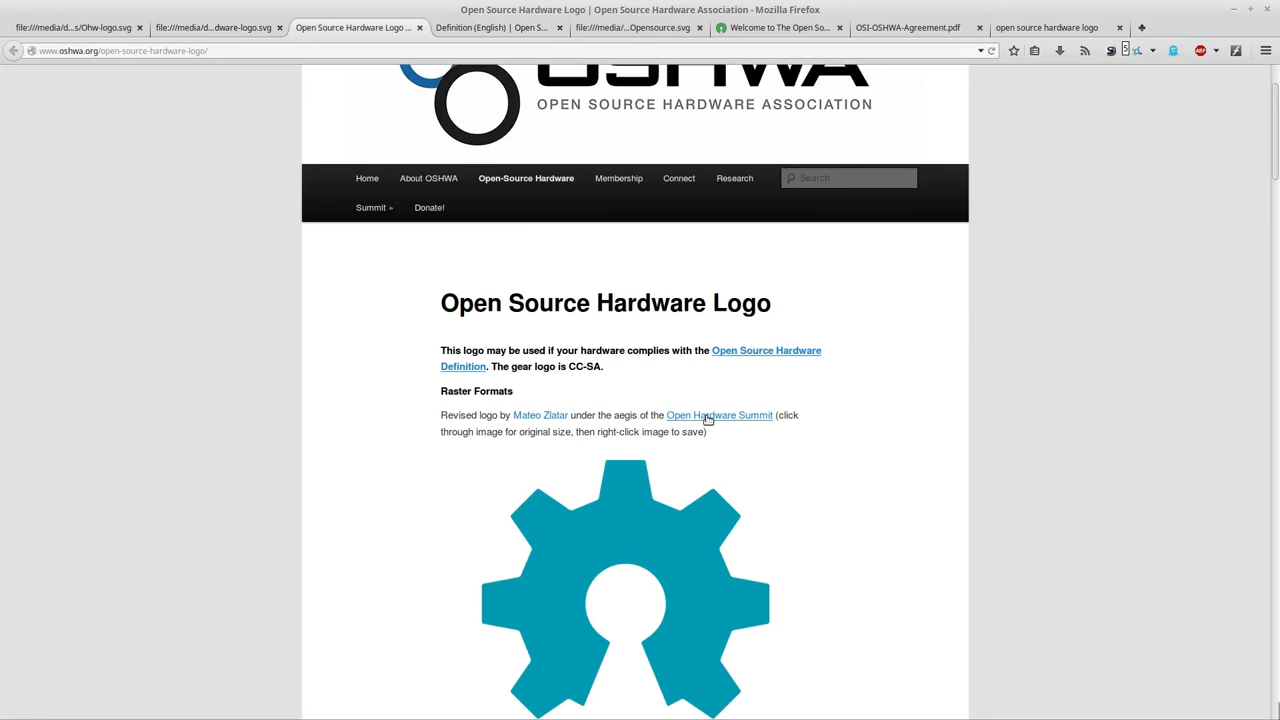 Open Source Hardware Logo | Open Source Hardware Association - Mozilla Firefox
file:///media/d...s/Ohw-logo.svg
file:///media/d...dware-logo.svg
Open Source Hardware Logo ...
Definition (English) | Open S...
file:///media/...Opensource.svg
Welcome to The Open So...
OSI-OSHWA-Agreement.pdf
open source hardware logo
www.oshwa.org/open-source-hardware-logo/
5
ABP
OSHWA
OPEN SOURCE HARDWARE ASSOCIATION
Home About OSHWA Open-Source Hardware Membership Connect Research Search
Summit » Donate!
Open Source Hardware Logo
This logo may be used if your hardware complies with the Open Source Hardware
Definition. The gear logo is CC-SA.
Raster Formats
Revised logo by Mateo Zlatar under the aegis of the Open Hardware Summit (click
through image for original size, then right-click image to save)